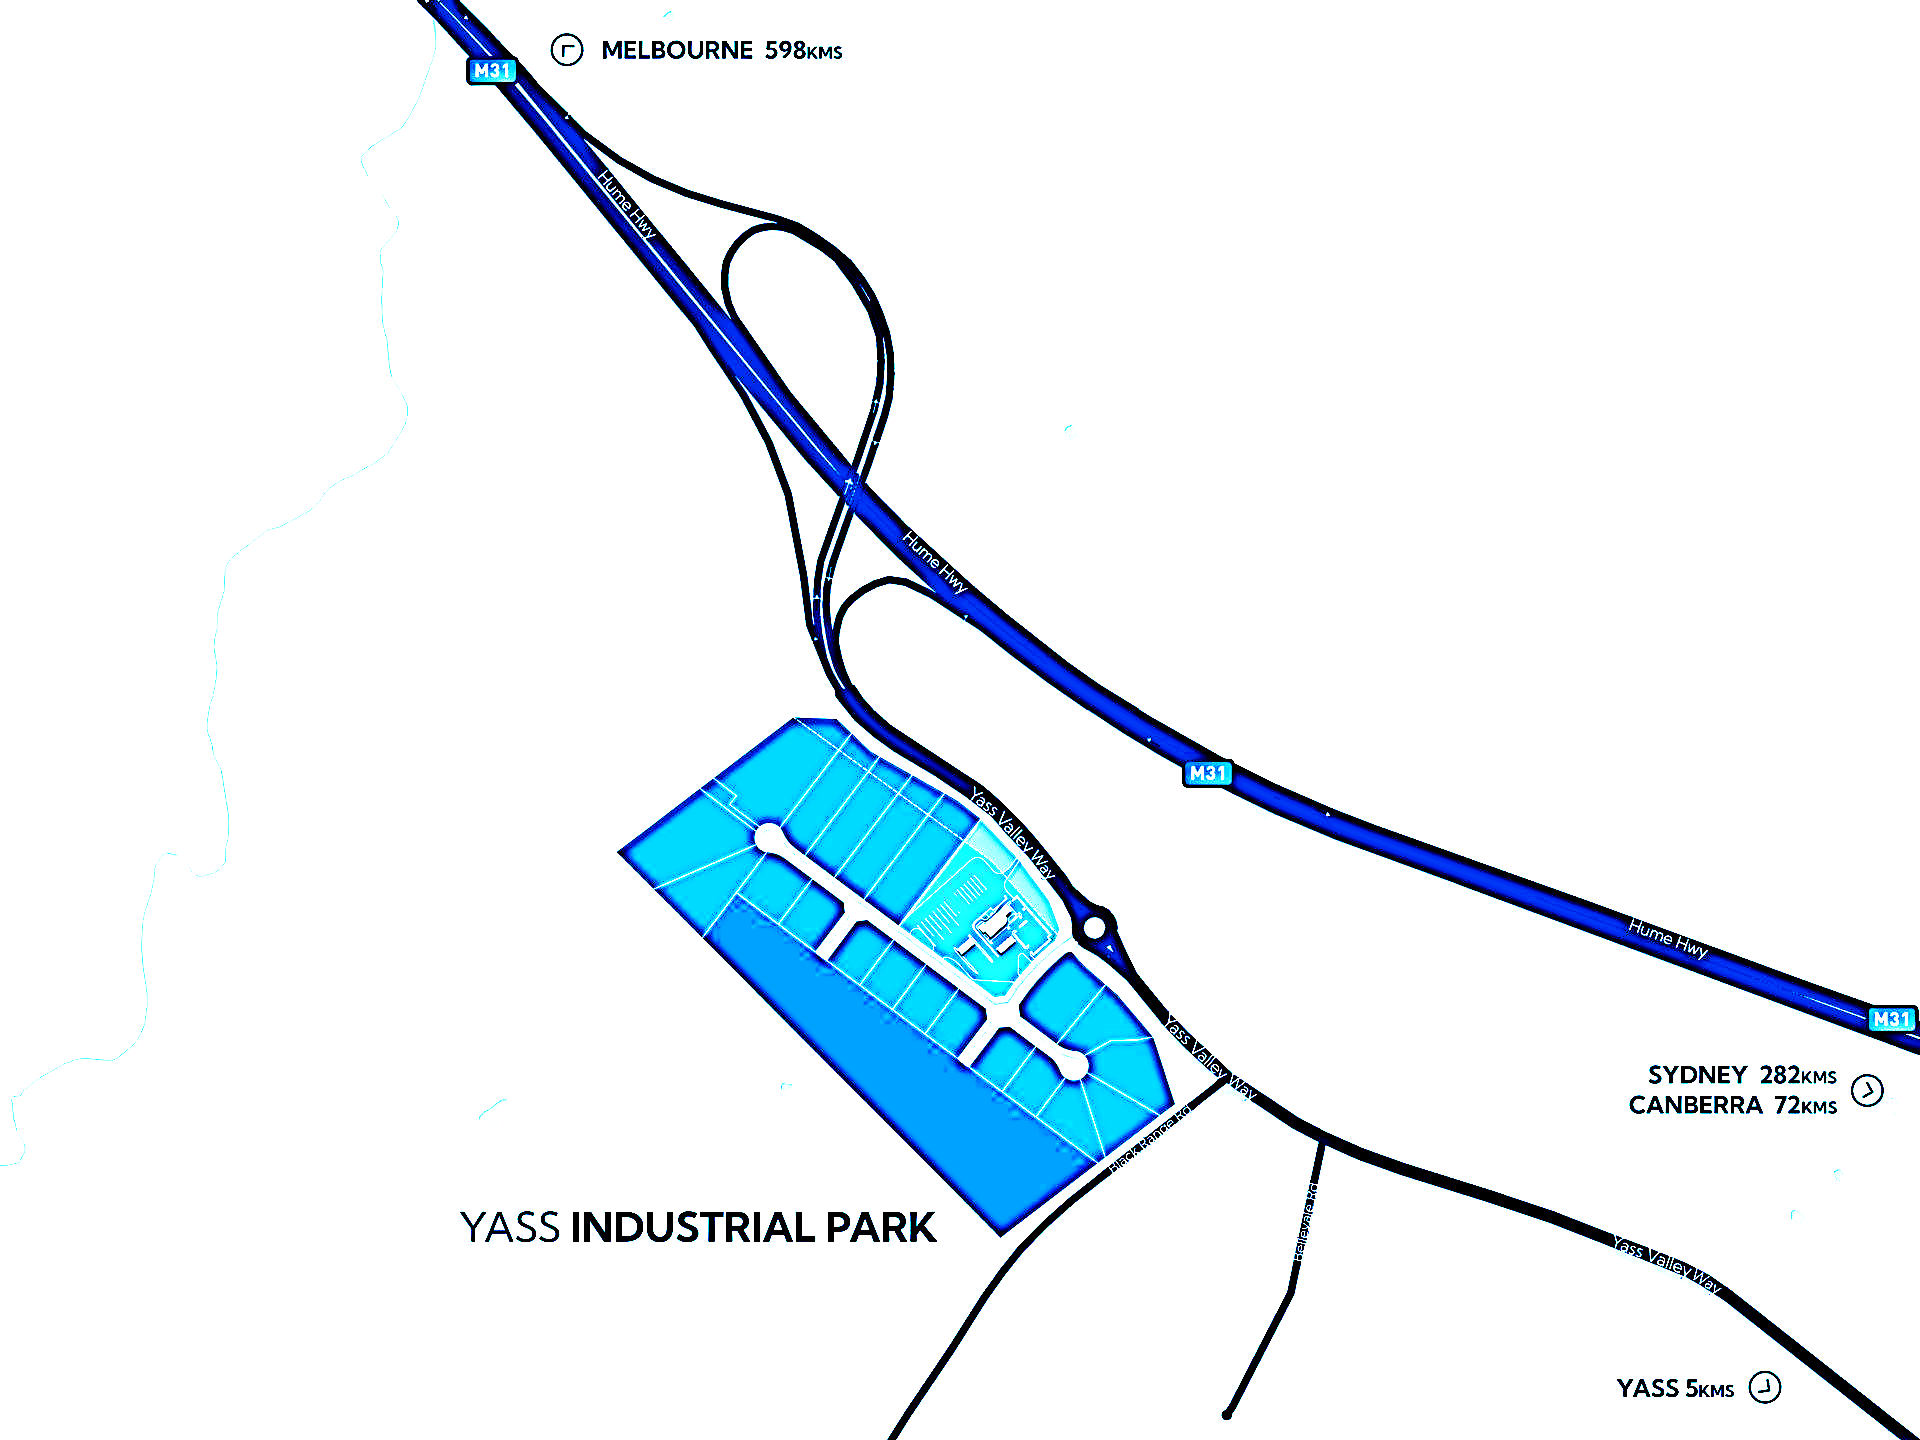 MELBOURNE 598KMS
M31
Hume Hwy
Hume Hwy
M31
Yass Valley Way
Hume Hwy
M31
Yass Valley Way
SYDNEY 282KMS
CANBERRA 72KMS
Black Range Rd
Bellevale Rd
YASS INDUSTRIAL PARK
Yass Valley Way
YASS 5KMS